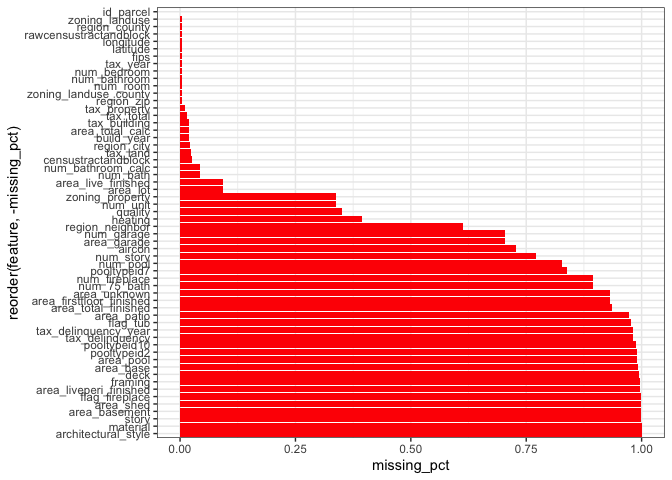 id_parcel
zoning_landuse
region_county
rawcensustractandblock
longitude
latitude
fips
tax_year
num_bedroom
num_bathroom
num_room
zoning_landuse_county
region_zip
tax_property
tax_total
tax_building
area_total_calc
build_year
region_city
tax_land
censustractandblock
num_bathroom_calc
num_bath
area_live_finished
area_lot
zoning_property
num_unit
quality
heating
region_neighbor
num_garage
area_garage
aircon
num_story
num_pool
pooltypeid7
num_fireplace
num_75_bath
area_unknown
area_firstfloor_finished
area_total_finished
area_patio
flag_tub
tax_delinquency_year
tax_delinquency
pooltypeid10
pooltypeid2
area_pool
area_base
deck
framing
area_liveperi_finished
flag_fireplace
area_shed
area_basement
story
material
architectural_style
reorder(feature, -missing_pct)
0.00 0.25 0.50 0.75 1.00
missing_pct